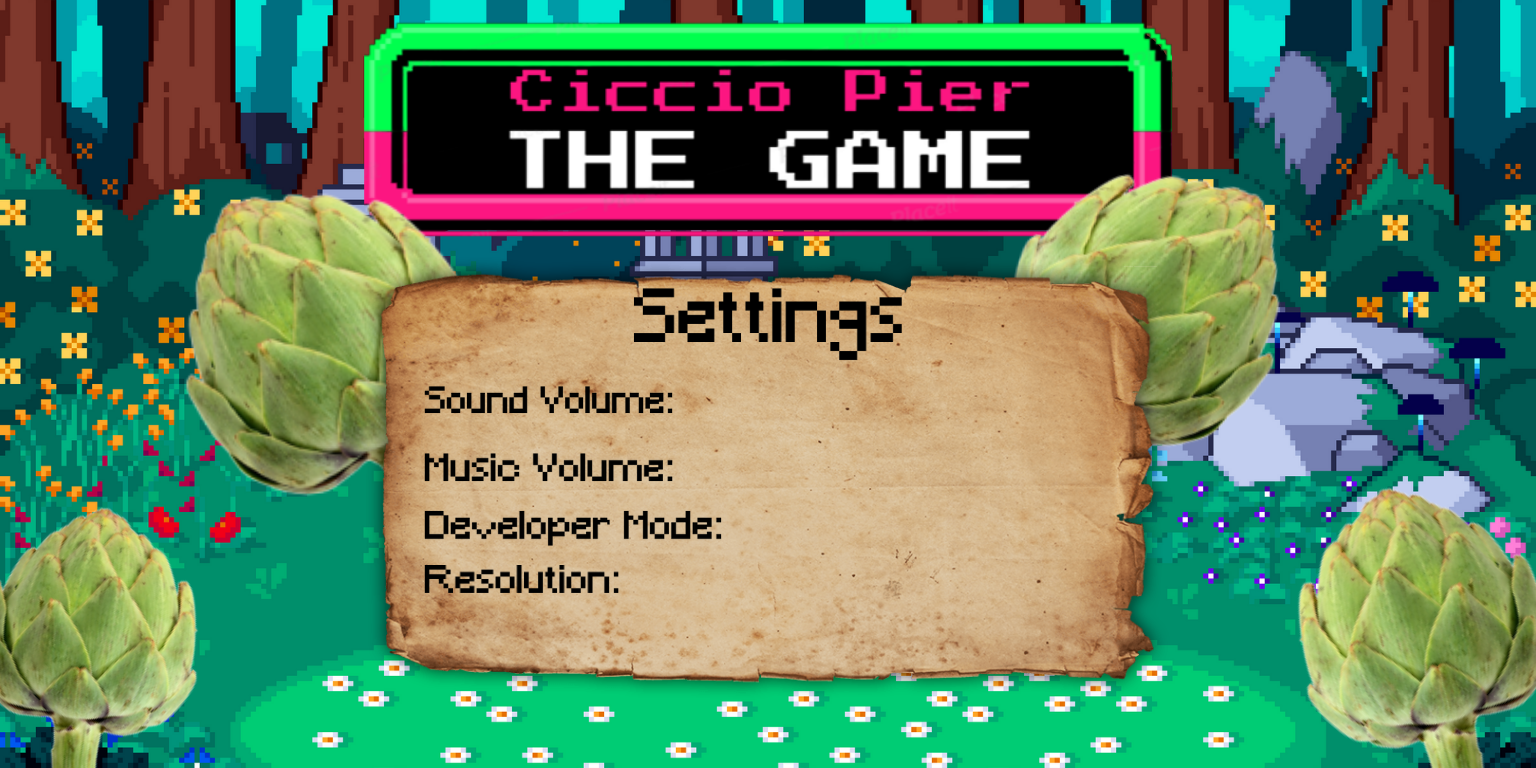 Ciccio Pier
THE GAME
Settings
Sound Volume:
Music Volume:
Developer Mode:
Resolution: